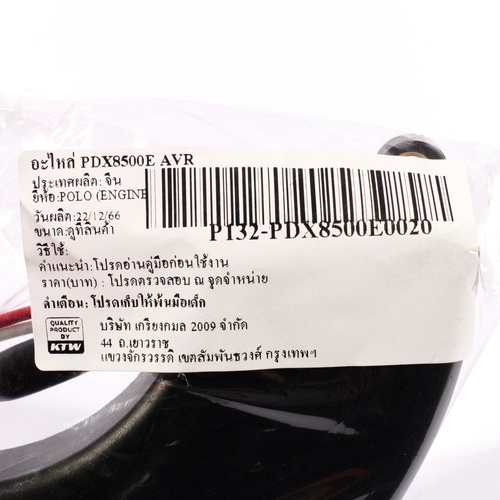 อะไหล่ PDX8500E AVR
ประเทศผลิต: จีน
ยี่ห้อ:POLO (ENGINE
วันผลิต:22/12/66
ขนาด:ดูที่สินค้า
P132-PDX8500E0020
วิธีใช้:
คำแนะนำ:โปรดอ่านคู่มือก่อนใช้งาน
ราคา(บาท) : โปรดตรวจสอบ ณ จุดจำหน่าย
คำเตือน:โปรดเก็บให้พ้นมือเด็ก
QUALITY PRODUCT BY KTW
บริษัท เกรียงกมล 2009 จำกัด
44 ถ.เยาวราช
แขวงจักรวรรดิ เขตสัมพันธวงศ์ กรุงเทพฯ